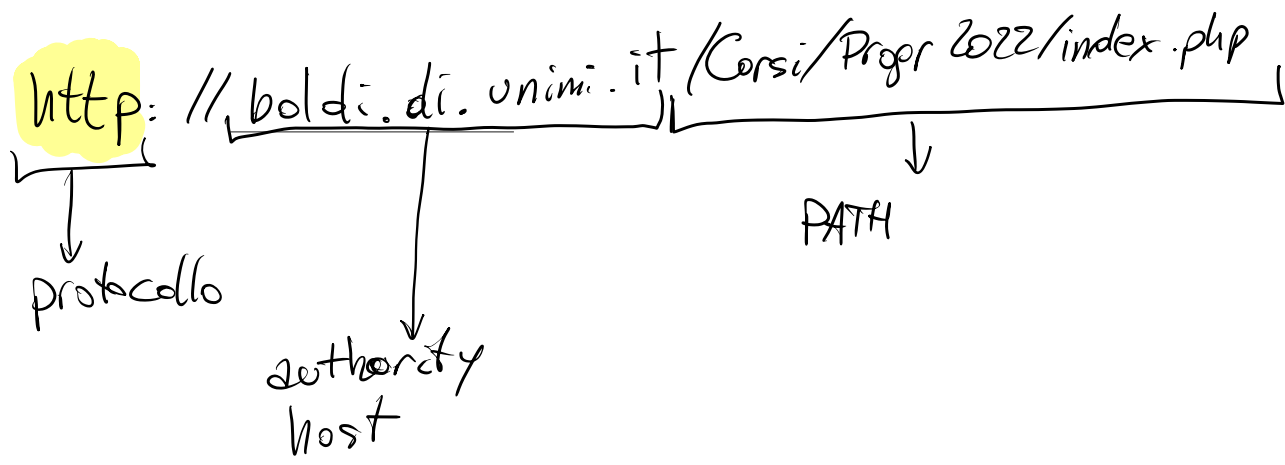 http://boldi.di.unimi.it/Corsi/Progr2022/index.php
PATH
protocollo
authority
host